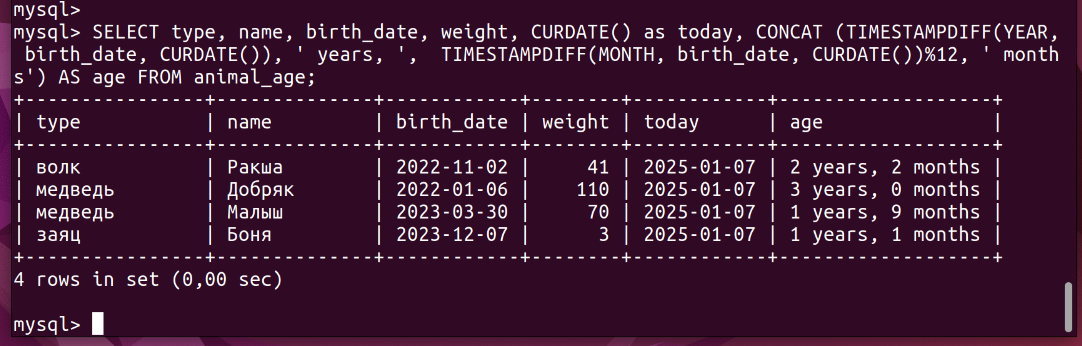 mysql>
mysql> SELECT type, name, birth_date, weight, CURDATE() as today, CONCAT (TIMESTAMPDIFF(YEAR,
 birth_date, CURDATE()), ' years, ',  TIMESTAMPDIFF(MONTH, birth_date, CURDATE())%12, ' month
s') AS age FROM animal_age;
+----------------+--------------+------------+--------+------------+-------------------+
| type           | name         | birth_date | weight | today      | age               |
+----------------+--------------+------------+--------+------------+-------------------+
| волк           | Ракша        | 2022-11-02 |     41 | 2025-01-07 | 2 years, 2 months |
| медведь        | Добряк       | 2022-01-06 |    110 | 2025-01-07 | 3 years, 0 months |
| медведь        | Малыш        | 2023-03-30 |     70 | 2025-01-07 | 1 years, 9 months |
| заяц           | Боня         | 2023-12-07 |      3 | 2025-01-07 | 1 years, 1 months |
+----------------+--------------+------------+--------+------------+-------------------+
4 rows in set (0,00 sec)
mysql>